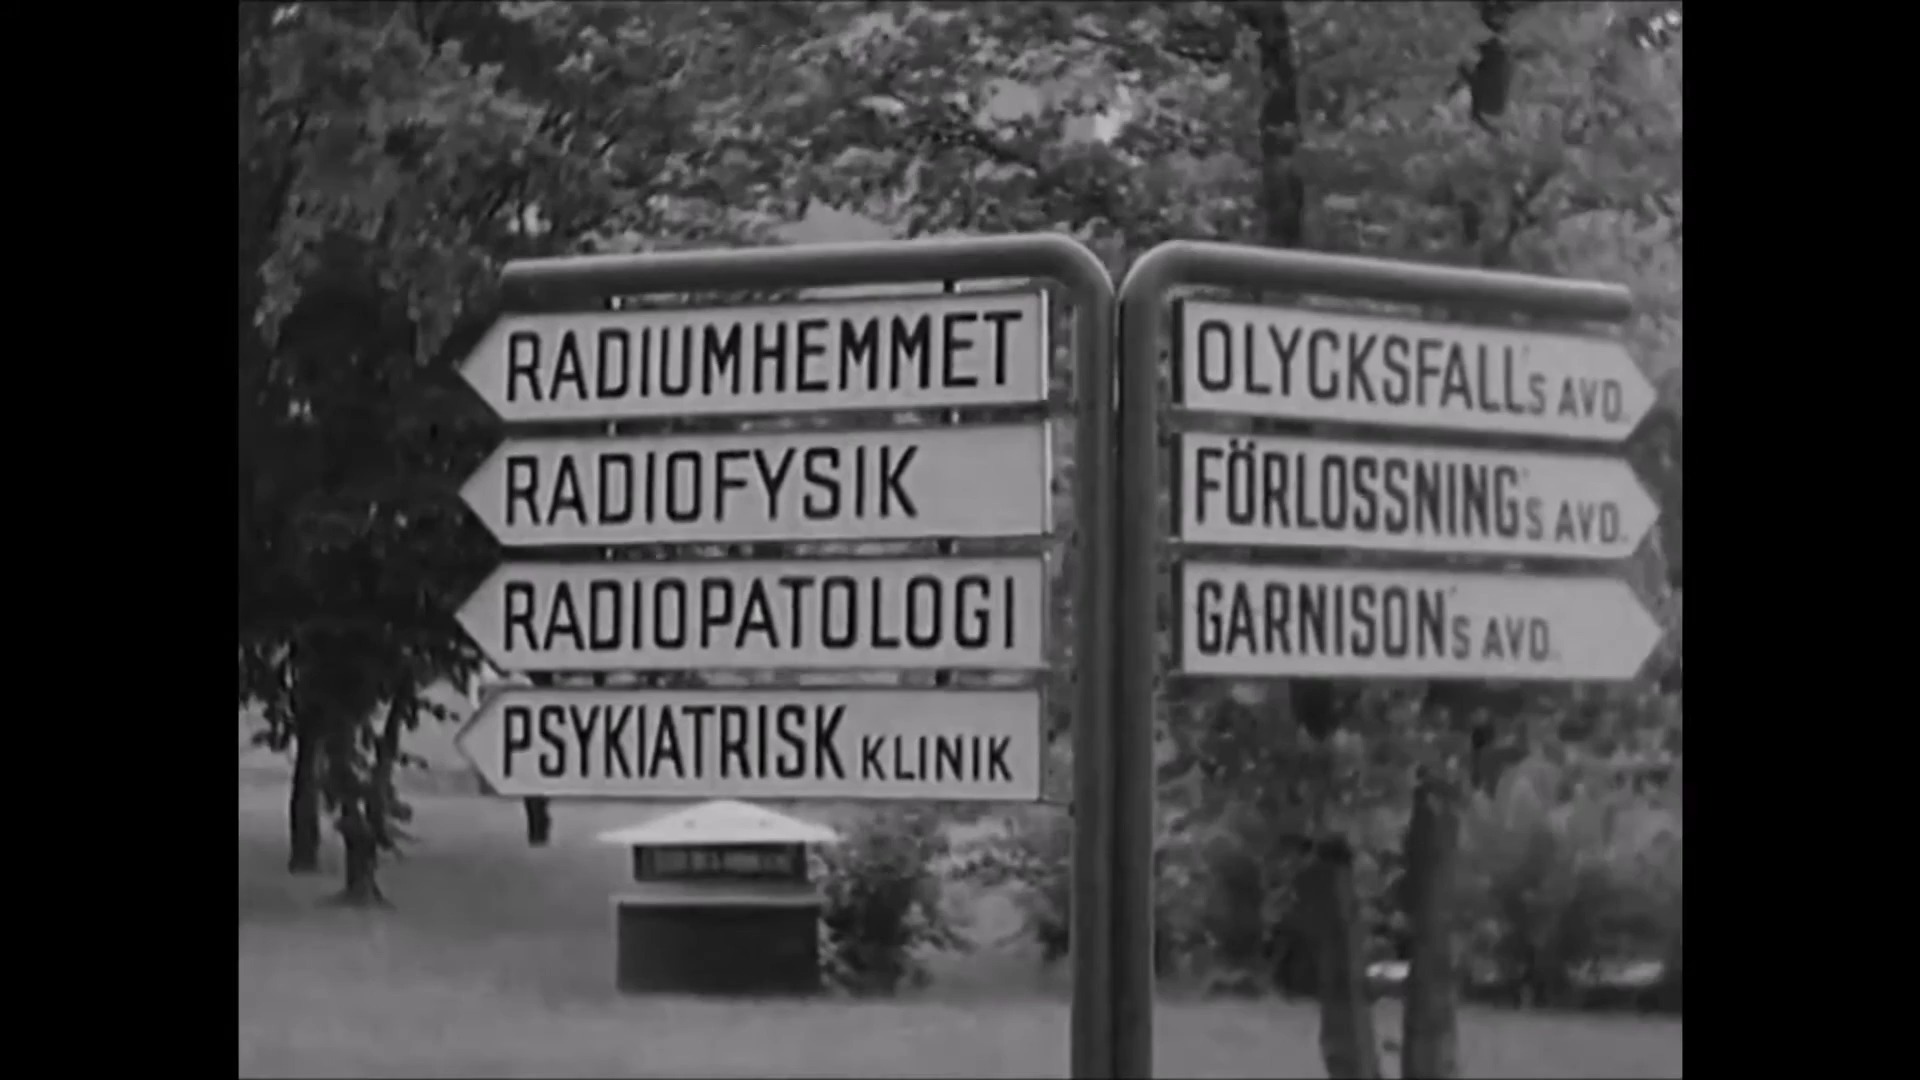 RADIUMHEMMET
RADIOFYSIK
RADIOPATOLOGI
PSYKIATRISK KLINIK
OLYCKSFALLS AVD.
FÖRLOSSNINGS AVD.
GARNISONS AVD.